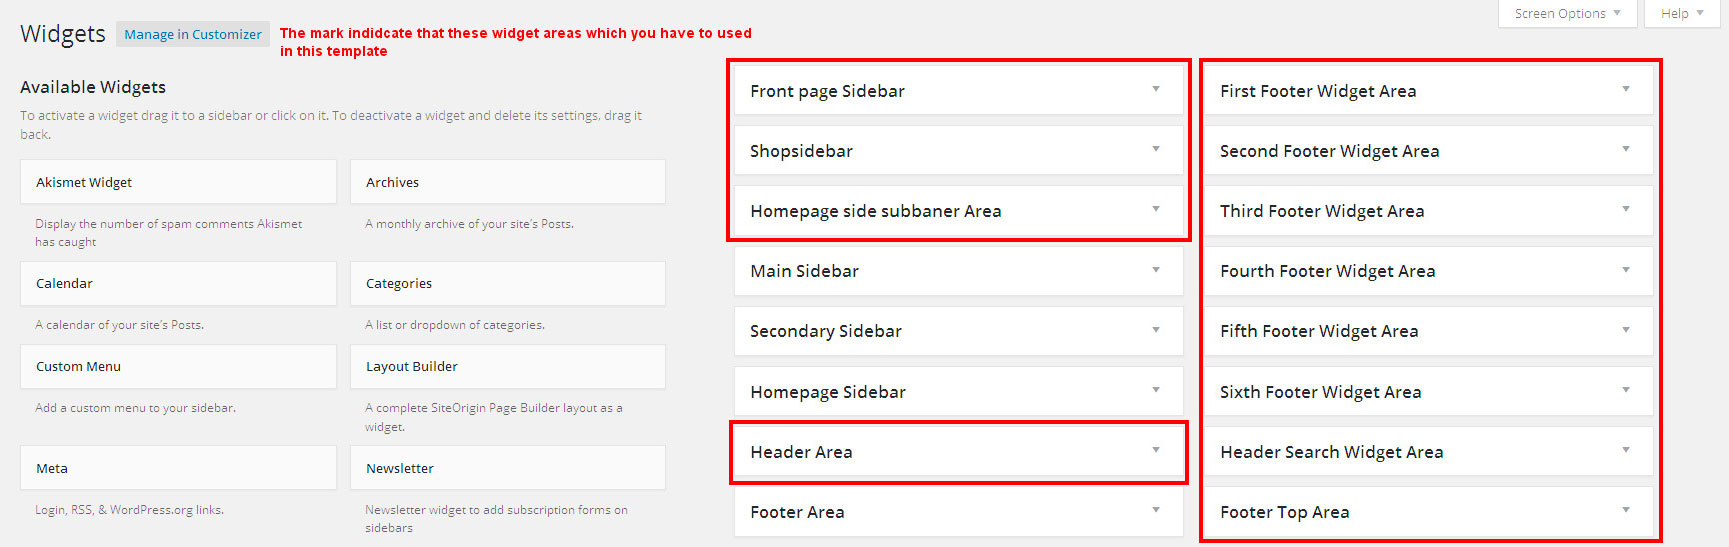 Screen Options
Help
Widgets
Manage in Customizer
The mark indidcate that these widget areas which you have to used
in this template
Available Widgets
To activate a widget drag it to a sidebar or click on it. To deactivate a widget and delete its settings, drag it
back.
Akismet Widget
Archives
Display the number of spam comments Akismet
has caught
A monthly archive of your site's Posts.
Calendar
Categories
A calendar of your site's Posts.
A list or dropdown of categories.
Custom Menu
Layout Builder
Add a custom menu to your sidebar.
A complete SiteOrigin Page Builder layout as a
widget.
Meta
Newsletter
Login, RSS, & WordPress.org links.
Newsletter widget to add subscription forms on
sidebars
Front page Sidebar
Shopsidebar
Homepage side subbaner Area
Main Sidebar
Secondary Sidebar
Homepage Sidebar
Header Area
Footer Area
First Footer Widget Area
Second Footer Widget Area
Third Footer Widget Area
Fourth Footer Widget Area
Fifth Footer Widget Area
Sixth Footer Widget Area
Header Search Widget Area
Footer Top Area